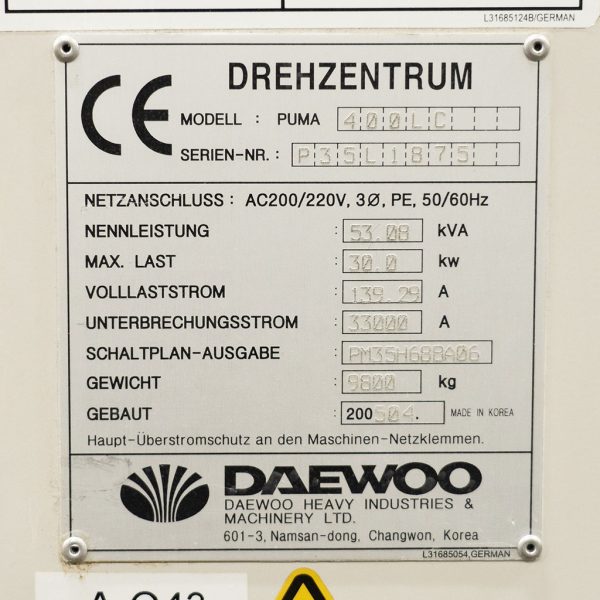 L31685124B/GERMAN
CE DREHZENTRUM
MODELL : PUMA 400LC
SERIEN-NR. : P35L1875
NETZANSCHLUSS : AC200/220V, 3Ø, PE, 50/60Hz
NENNLEISTUNG : 53.08 kVA
MAX. LAST : 30.0 kw
VOLLLASTSTROM : 139.29 A
UNTERBRECHUNGSSTROM : 33000 A
SCHALTPLAN-AUSGABE : PM35H6BBA06
GEWICHT : 9800 kg
GEBAUT : 200504. MADE IN KOREA
Haupt-Überstromschutz an den Maschinen-Netzklemmen.
DAEWOO
DAEWOO HEAVY INDUSTRIES &
MACHINERY LTD.
601-3, Namsan-dong, Changwon, Korea
L31685054,GERMAN